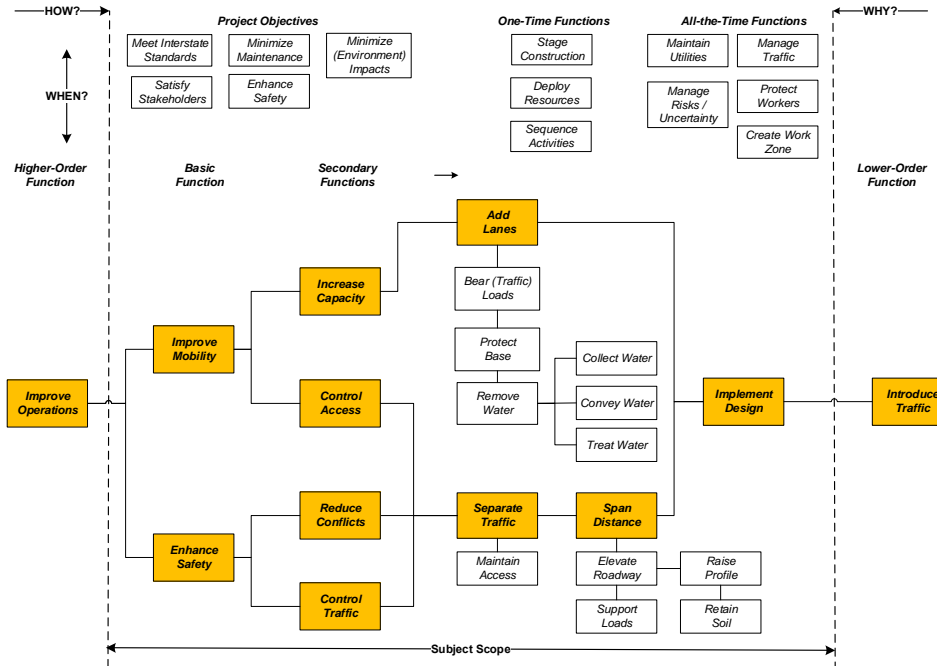 HOW?
WHY?
Project Objectives
One-Time Functions
All-the-Time Functions
Meet Interstate
Standards
Minimize
Maintenance
Minimize
(Environment)
Impacts
Satisfy
Stakeholders
Enhance
Safety
Stage
Construction
Deploy
Resources
Sequence
Activities
Maintain
Utilities
Manage
Traffic
Manage
Risks /
Uncertainty
Protect
Workers
Create Work
Zone
WHEN?
Higher-Order
Function
Basic
Function
Secondary
Functions
Lower-Order
Function
Add
Lanes
Bear (Traffic)
Loads
Protect
Base
Remove
Water
Collect Water
Convey Water
Treat Water
Increase
Capacity
Improve
Mobility
Control
Access
Improve
Operations
Implement
Design
Introduce
Traffic
Reduce
Conflicts
Enhance
Safety
Control
Traffic
Separate
Traffic
Maintain
Access
Span
Distance
Elevate
Roadway
Raise
Profile
Support
Loads
Retain
Soil
Subject Scope